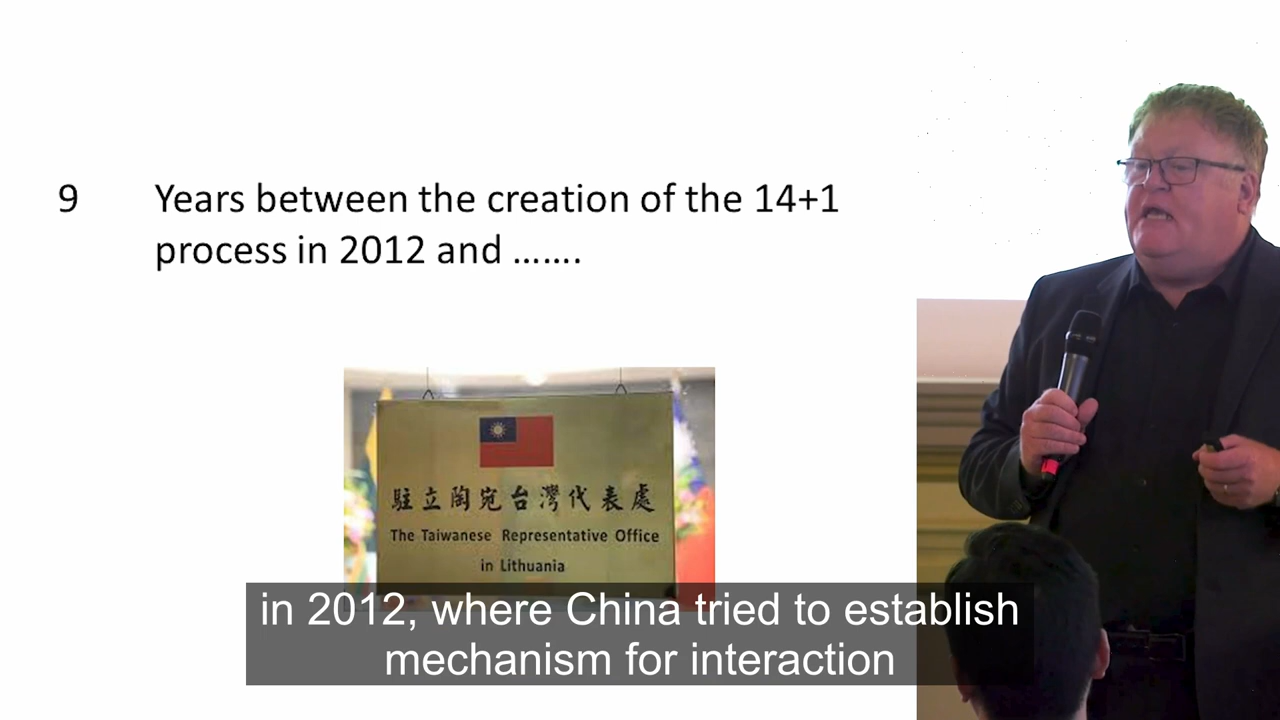 9 Years between the creation of the 14+1
process in 2012 and …….
駐立陶宛台灣代表處
The Taiwanese Representative Office
in Lithuania
in 2012, where China tried to establish
mechanism for interaction